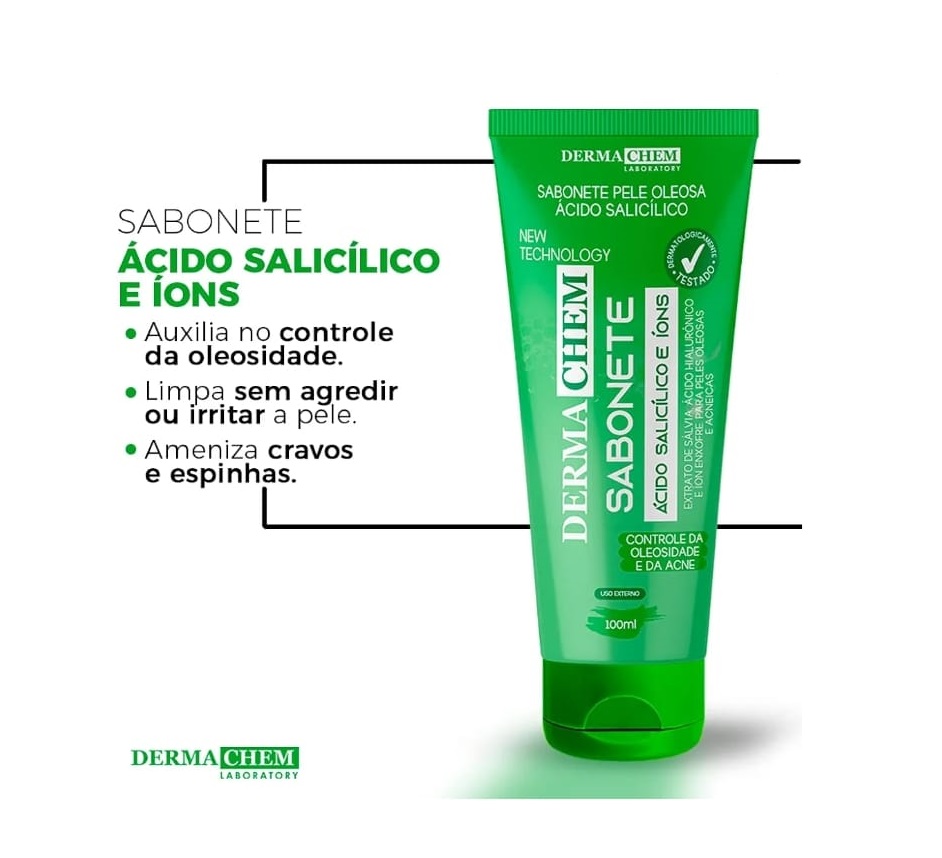 SABONETE
ÁCIDO SALICÍLICO
E ÍONS
• Auxilia no controle
da oleosidade.
• Limpa sem agredir
ou irritar a pele.
• Ameniza cravos
e espinhas.
DERMA CHEM
LABORATORY
DERMA CHEM
LABORATORY
SABONETE PELE OLEOSA
ÁCIDO SALICÍLICO
NEW
TECHNOLOGY
DERMATOLOGICAMENTE
TESTADO
DERMA CHEM
SABONETE
ÁCIDO SALICÍLICO E ÍONS
EXTRATO DE SÁLVIA, ÁCIDO HIALURÔNICO
E ÍON ENXOFRE PARA PELES OLEOSAS
E ACNEICAS
CONTROLE DA
OLEOSIDADE
E DA ACNE
USO EXTERNO
100ml